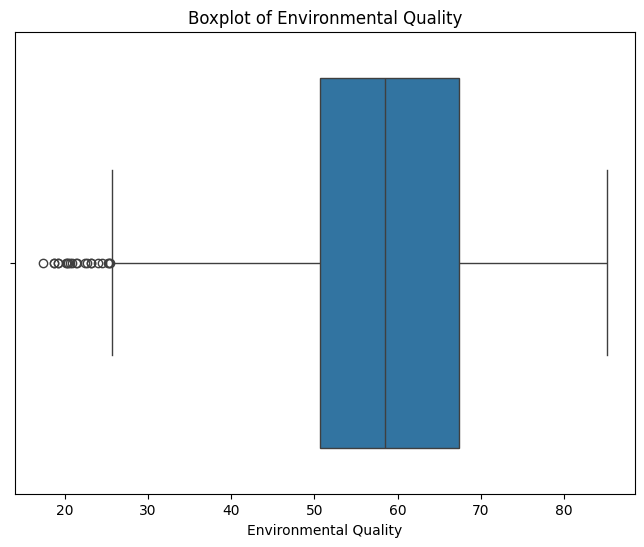 Boxplot of Environmental Quality
20 30 40 50 60 70 80
Environmental Quality